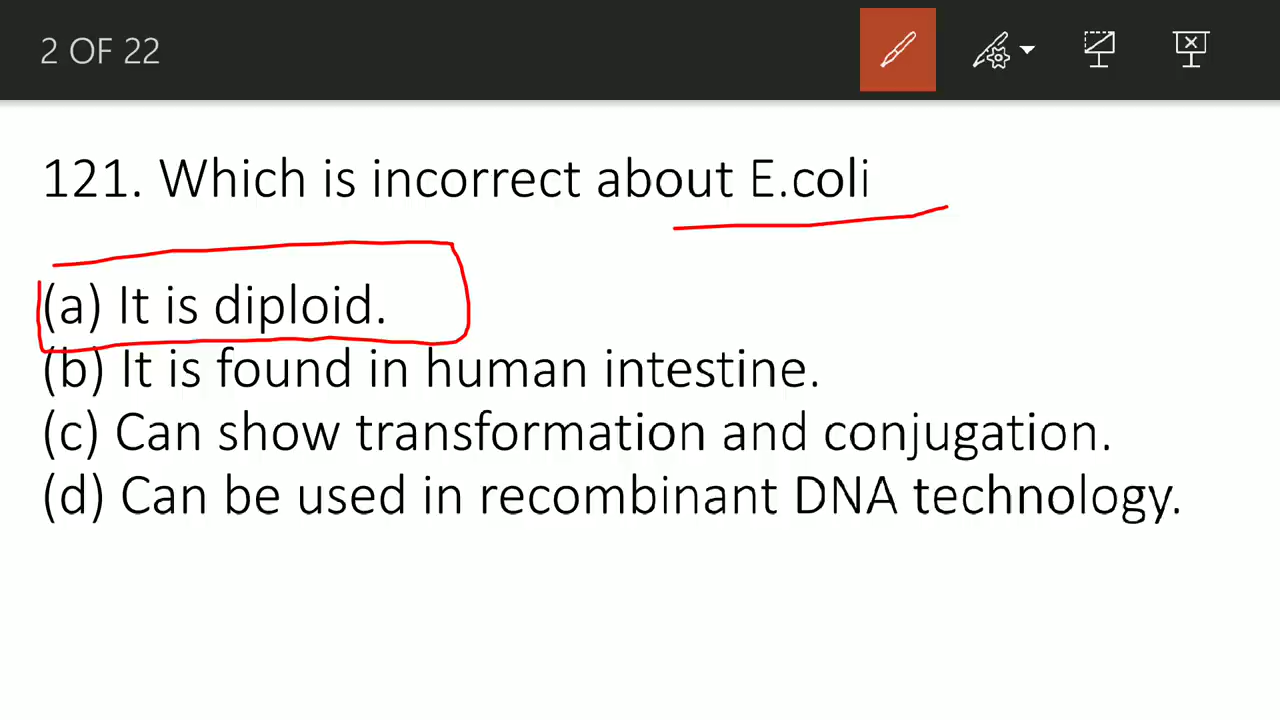 2 OF 22
121. Which is incorrect about E.coli
(a) It is diploid.
(b) It is found in human intestine.
(c) Can show transformation and conjugation.
(d) Can be used in recombinant DNA technology.